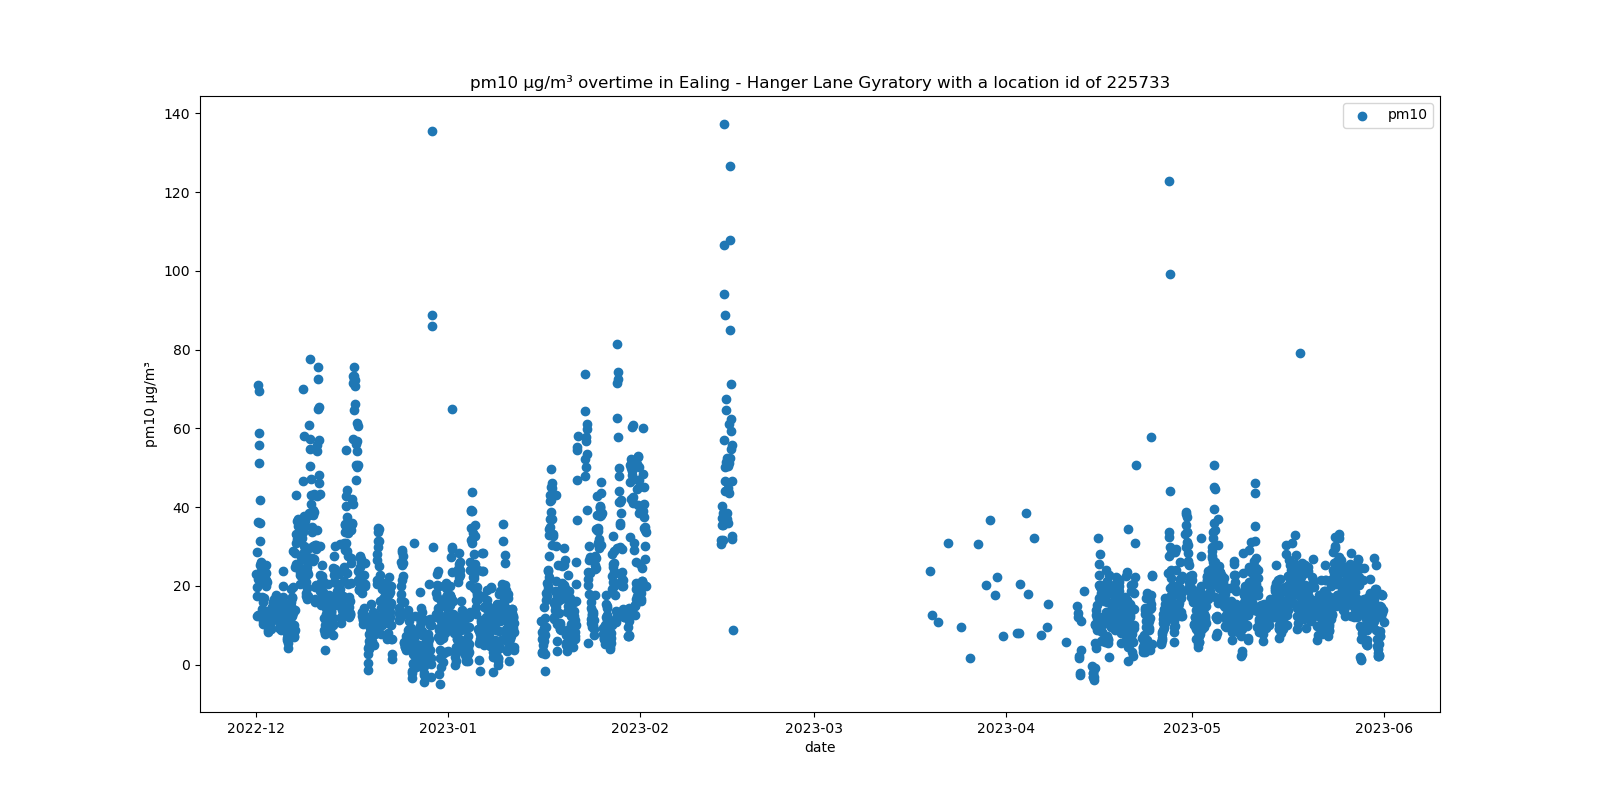 pm10 µg/m³ overtime in Ealing - Hanger Lane Gyratory with a location id of 225733
pm10
140
120
100
80
60
40
20
0
pm10 µg/m³
2022-12 2023-01 2023-02 2023-03 2023-04 2023-05 2023-06
date